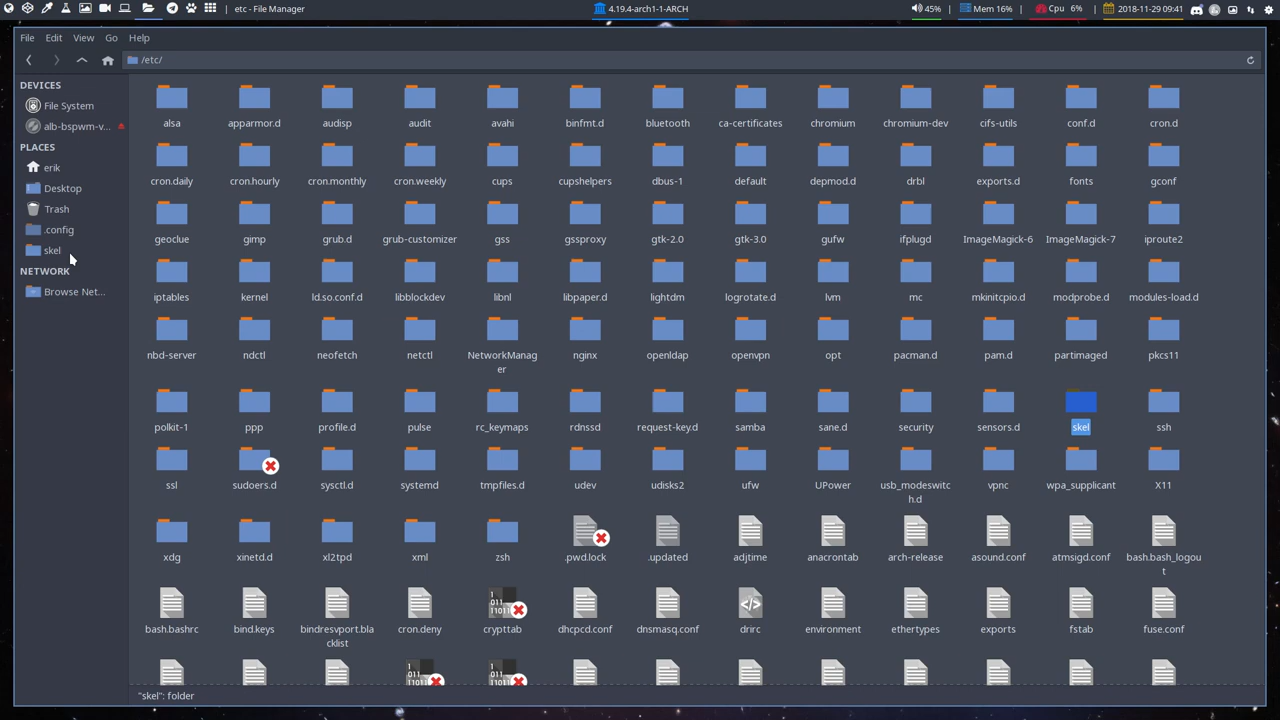 etc - File Manager
4.19.4-arch1-1-ARCH
45%
Mem 16%
Cpu 6%
2018-11-29 09:41
File Edit View Go Help
/etc/
DEVICES
File System
alb-bspwm-v...
PLACES
erik
Desktop
Trash
.config
skel
NETWORK
Browse Net...
alsa apparmor.d audisp audit avahi binfmt.d bluetooth ca-certificates chromium chromium-dev cifs-utils conf.d cron.d
cron.daily cron.hourly cron.monthly cron.weekly cups cupshelpers dbus-1 default depmod.d drbl exports.d fonts gconf
geoclue gimp grub.d grub-customizer gss gssproxy gtk-2.0 gtk-3.0 gufw ifplugd ImageMagick-6 ImageMagick-7 iproute2
iptables kernel ld.so.conf.d libblockdev libnl libpaper.d lightdm logrotate.d lvm mc mkinitcpio.d modprobe.d modules-load.d
nbd-server ndctl neofetch netctl NetworkManag nginx openldap openvpn opt pacman.d pam.d partimaged pkcs11
er
polkit-1 ppp profile.d pulse rc_keymaps rdnssd request-key.d samba sane.d security sensors.d skel ssh
ssl sudoers.d sysctl.d systemd tmpfiles.d udev udisks2 ufw UPower usb_modeswitc vpnc wpa_supplicant X11
h.d
xdg xinetd.d xl2tpd xml zsh .pwd.lock .updated adjtime anacrontab arch-release asound.conf atmsigd.conf bash.bash_logou
t
bash.bashrc bind.keys bindresvport.bla cron.deny crypttab dhcpcd.conf dnsmasq.conf drirc environment ethertypes exports fstab fuse.conf
cklist
"skel": folder